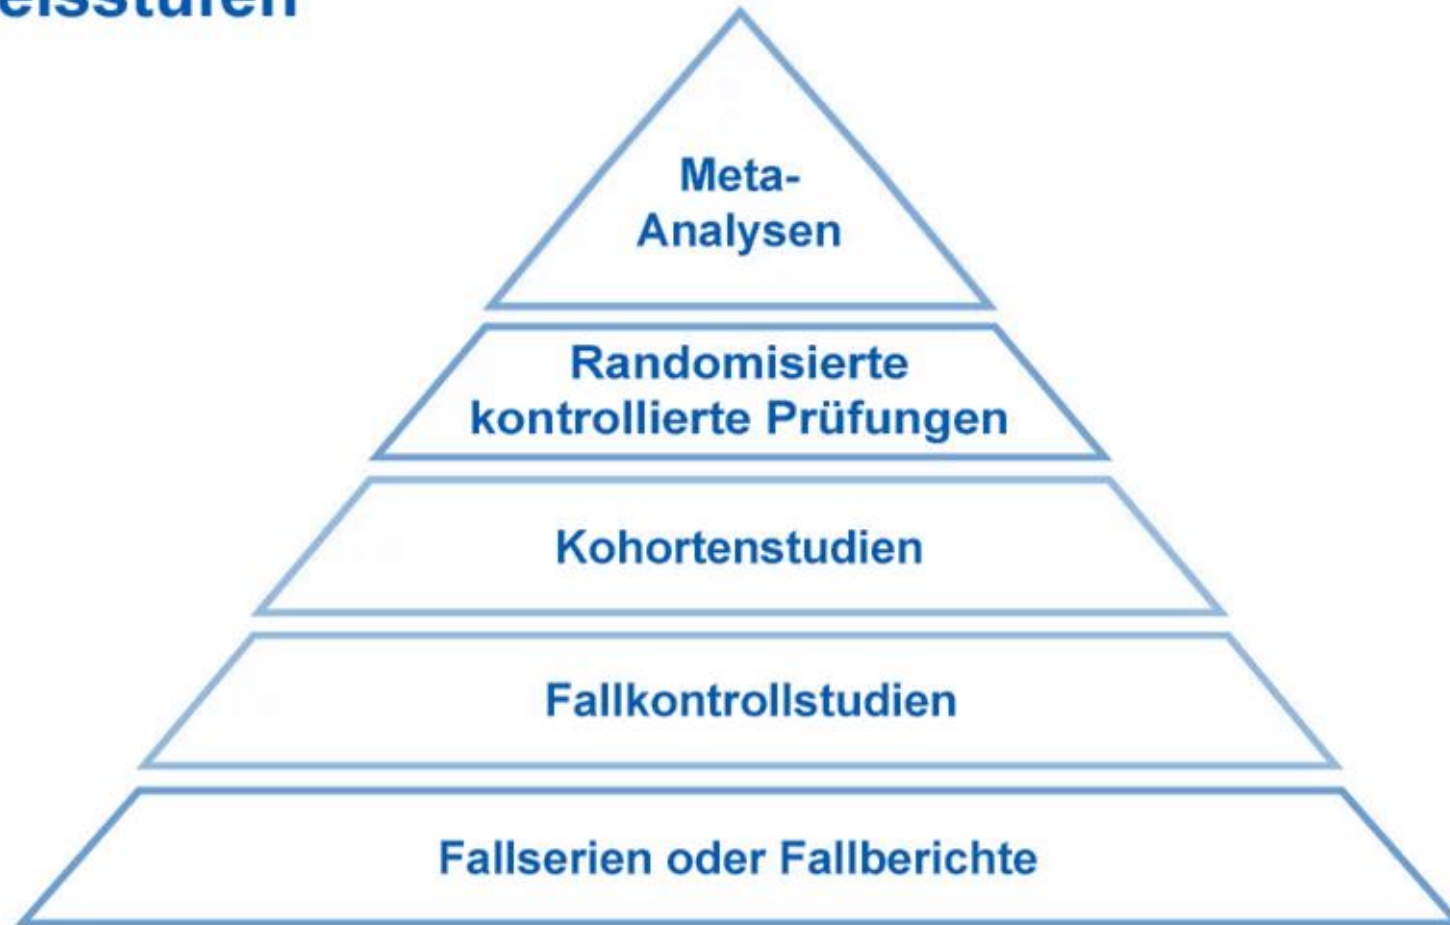 Meta-
Analysen
Randomisierte
kontrollierte Prüfungen
Kohortenstudien
Fallkontrollstudien
Fallserien oder Fallberichte